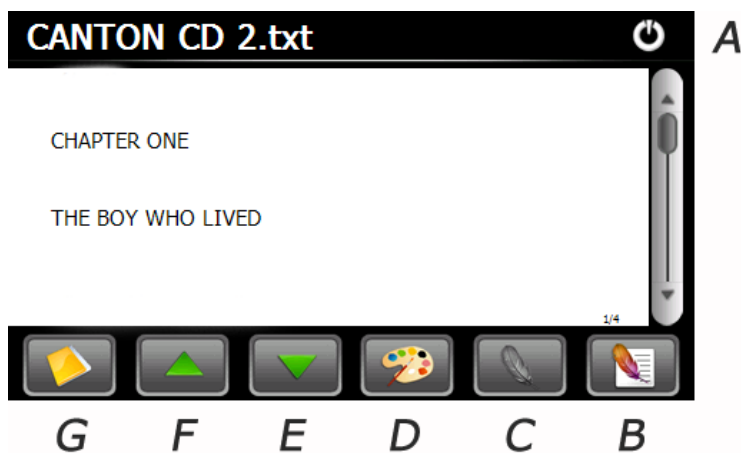 CANTON CD 2.txt
A
CHAPTER ONE
THE BOY WHO LIVED
1/4
G F E D C B